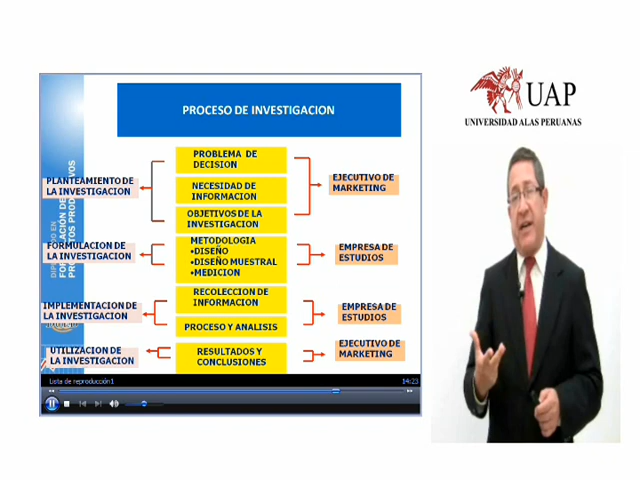 PROCESO DE INVESTIGACION
PROBLEMA DE
DECISION
NECESIDAD DE
INFORMACION
OBJETIVOS DE LA
INVESTIGACION
PLANTEAMIENTO DE
LA INVESTIGACION
EJECUTIVO DE
MARKETING
FORMULACION DE
LA INVESTIGACION
METODOLOGIA
•DISEÑO
•DISEÑO MUESTRAL
•MEDICION
EMPRESA DE
ESTUDIOS
IMPLEMENTACION DE
LA INVESTIGACION
RECOLECCION DE
INFORMACION
PROCESO Y ANALISIS
EMPRESA DE
ESTUDIOS
UTILIZACION DE
LA INVESTIGACION
RESULTADOS Y
CONCLUSIONES
EJECUTIVO DE
MARKETING
Lista de reproducción1
14:23
UAP
UNIVERSIDAD ALAS PERUANAS